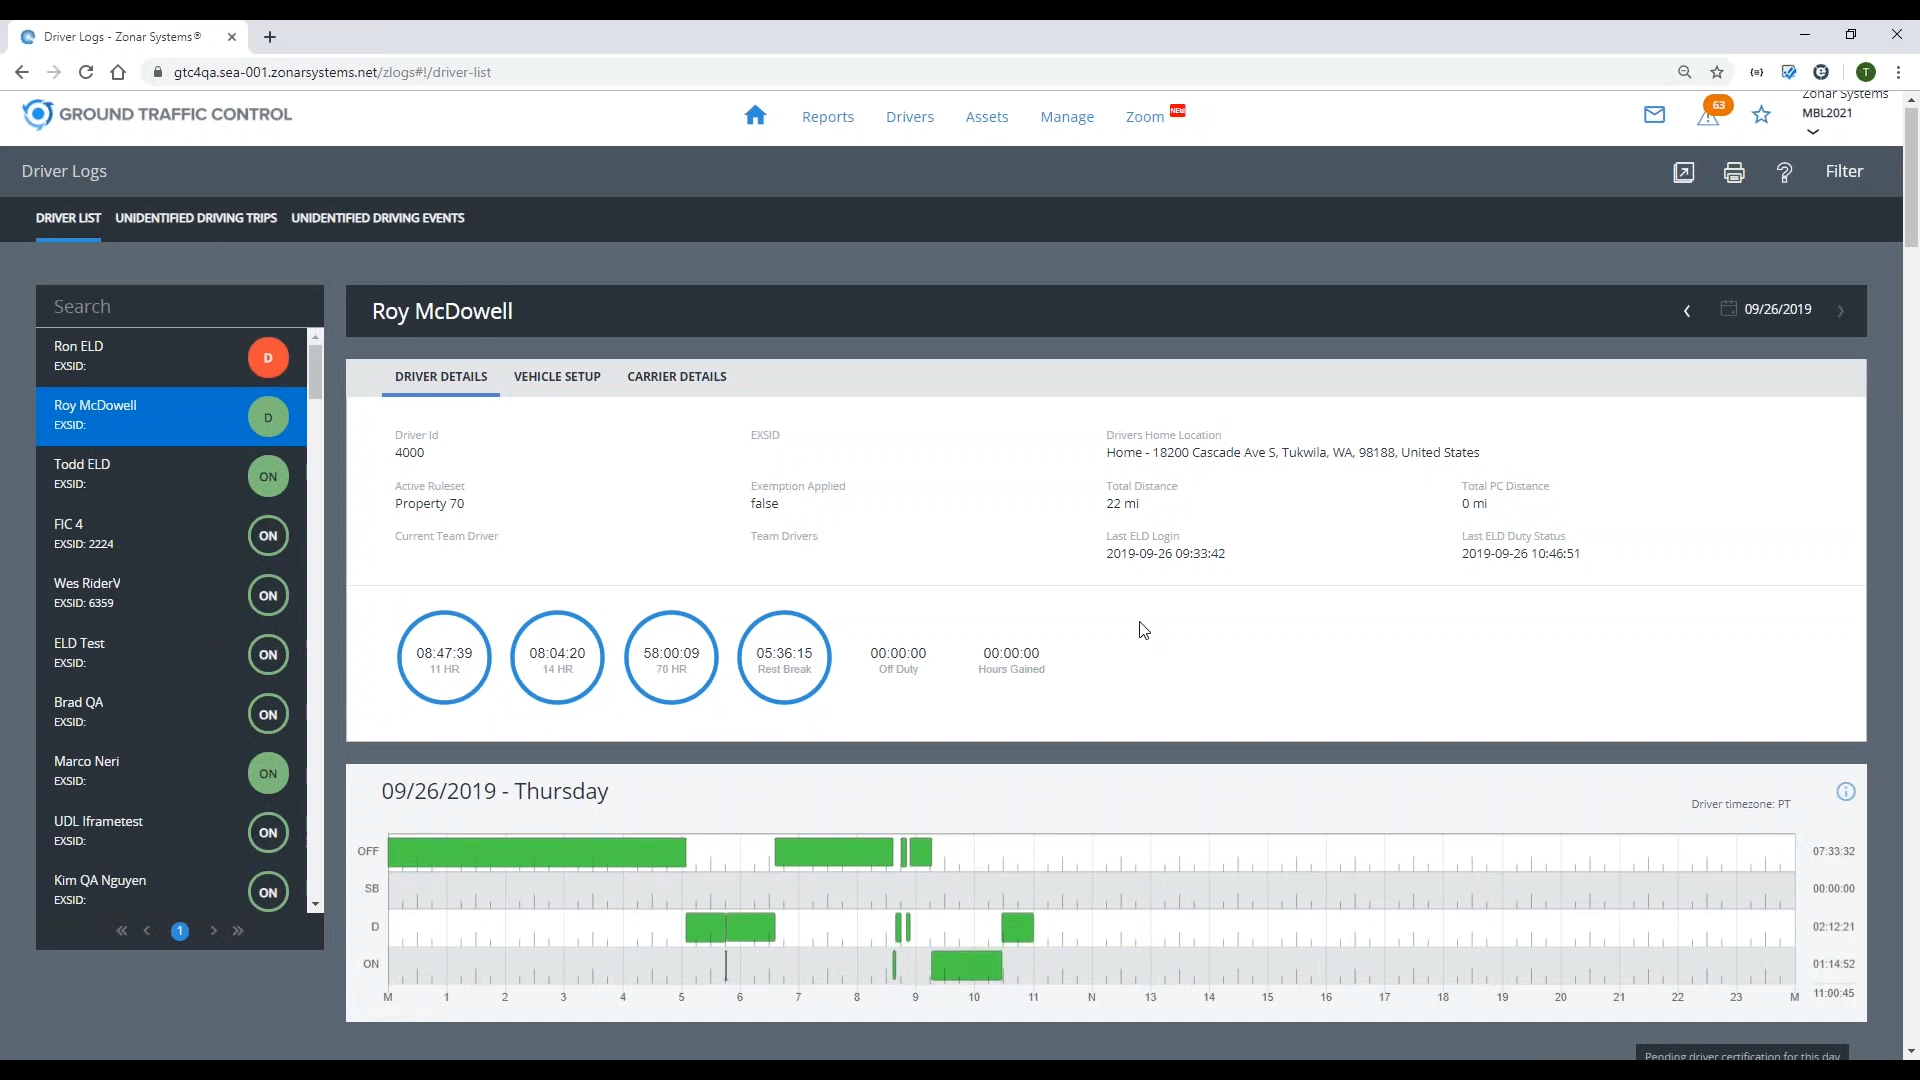 Driver Logs - Zonar Systems®
gtc4qa.sea-001.zonarsystems.net/zlogs#!/driver-list
T
GROUND TRAFFIC CONTROL
Reports
Drivers
Assets
Manage
Zoom NEW
63
Zonar Systems
MBL2021
Driver Logs
Filter
DRIVER LIST UNIDENTIFIED DRIVING TRIPS UNIDENTIFIED DRIVING EVENTS
Search
Ron ELD
EXSID:
D
Roy McDowell
EXSID:
D
Todd ELD
EXSID:
ON
FIC 4
EXSID: 2224
ON
Wes RiderV
EXSID: 6359
ON
ELD Test
EXSID:
ON
Brad QA
EXSID:
ON
Marco Neri
EXSID:
ON
UDL Iframetest
EXSID:
ON
Kim QA Nguyen
EXSID:
ON
« ‹ 1 › »
Roy McDowell
09/26/2019
DRIVER DETAILS VEHICLE SETUP CARRIER DETAILS
Driver Id
4000
EXSID
Drivers Home Location
Home - 18200 Cascade Ave S, Tukwila, WA, 98188, United States
Active Ruleset
Property 70
Exemption Applied
false
Total Distance
22 mi
Total PC Distance
0 mi
Current Team Driver
Team Drivers
Last ELD Login
2019-09-26 09:33:42
Last ELD Duty Status
2019-09-26 10:46:51
08:47:39
11 HR
08:04:20
14 HR
58:00:09
70 HR
05:36:15
Rest Break
00:00:00
Off Duty
00:00:00
Hours Gained
09/26/2019 - Thursday
Driver timezone: PT
OFF 07:33:32
SB 00:00:00
D 02:12:21
ON 01:14:52
M 1 2 3 4 5 6 7 8 9 10 11 N 13 14 15 16 17 18 19 20 21 22 23 M 11:00:45
Pending driver certification for this day